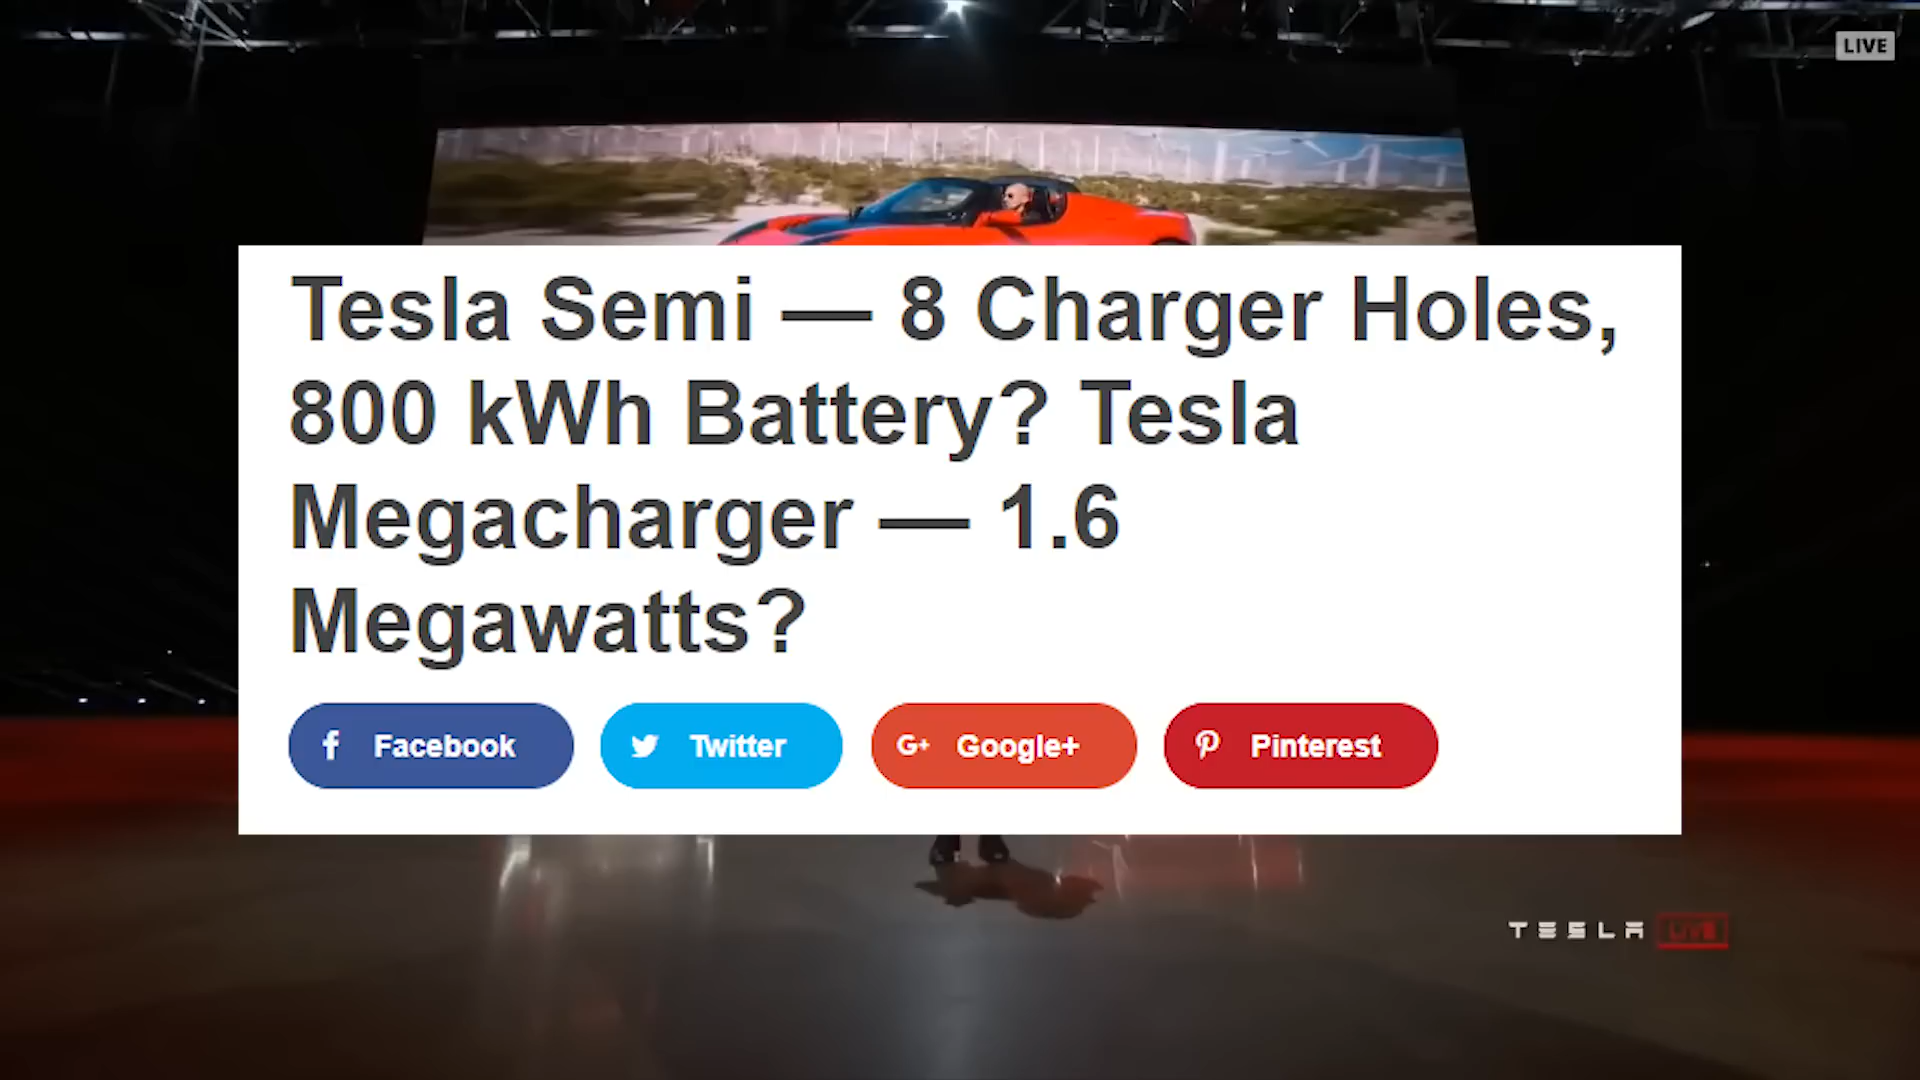 LIVE
Tesla Semi — 8 Charger Holes,
800 kWh Battery? Tesla
Megacharger — 1.6
Megawatts?
Facebook
Twitter
G+ Google+
Pinterest
TESLA LIVE